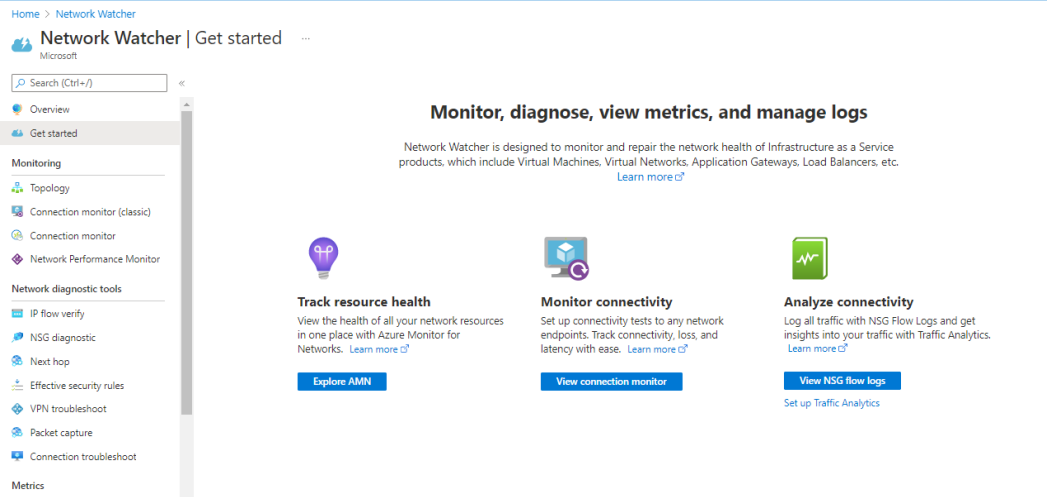 Home > Network Watcher
Network Watcher | Get started ...
Microsoft
Search (Ctrl+/)
«
Overview
Get started
Monitoring
Topology
Connection monitor (classic)
Connection monitor
Network Performance Monitor
Network diagnostic tools
IP flow verify
NSG diagnostic
Next hop
Effective security rules
VPN troubleshoot
Packet capture
Connection troubleshoot
Metrics
Monitor, diagnose, view metrics, and manage logs
Network Watcher is designed to monitor and repair the network health of Infrastructure as a Service
products, which include Virtual Machines, Virtual Networks, Application Gateways, Load Balancers, etc.
Learn more
Track resource health
View the health of all your network resources
in one place with Azure Monitor for
Networks. Learn more
Explore AMN
Monitor connectivity
Set up connectivity tests to any network
endpoints. Track connectivity, loss, and
latency with ease. Learn more
View connection monitor
Analyze connectivity
Log all traffic with NSG Flow Logs and get
insights into your traffic with Traffic Analytics.
Learn more
View NSG flow logs
Set up Traffic Analytics